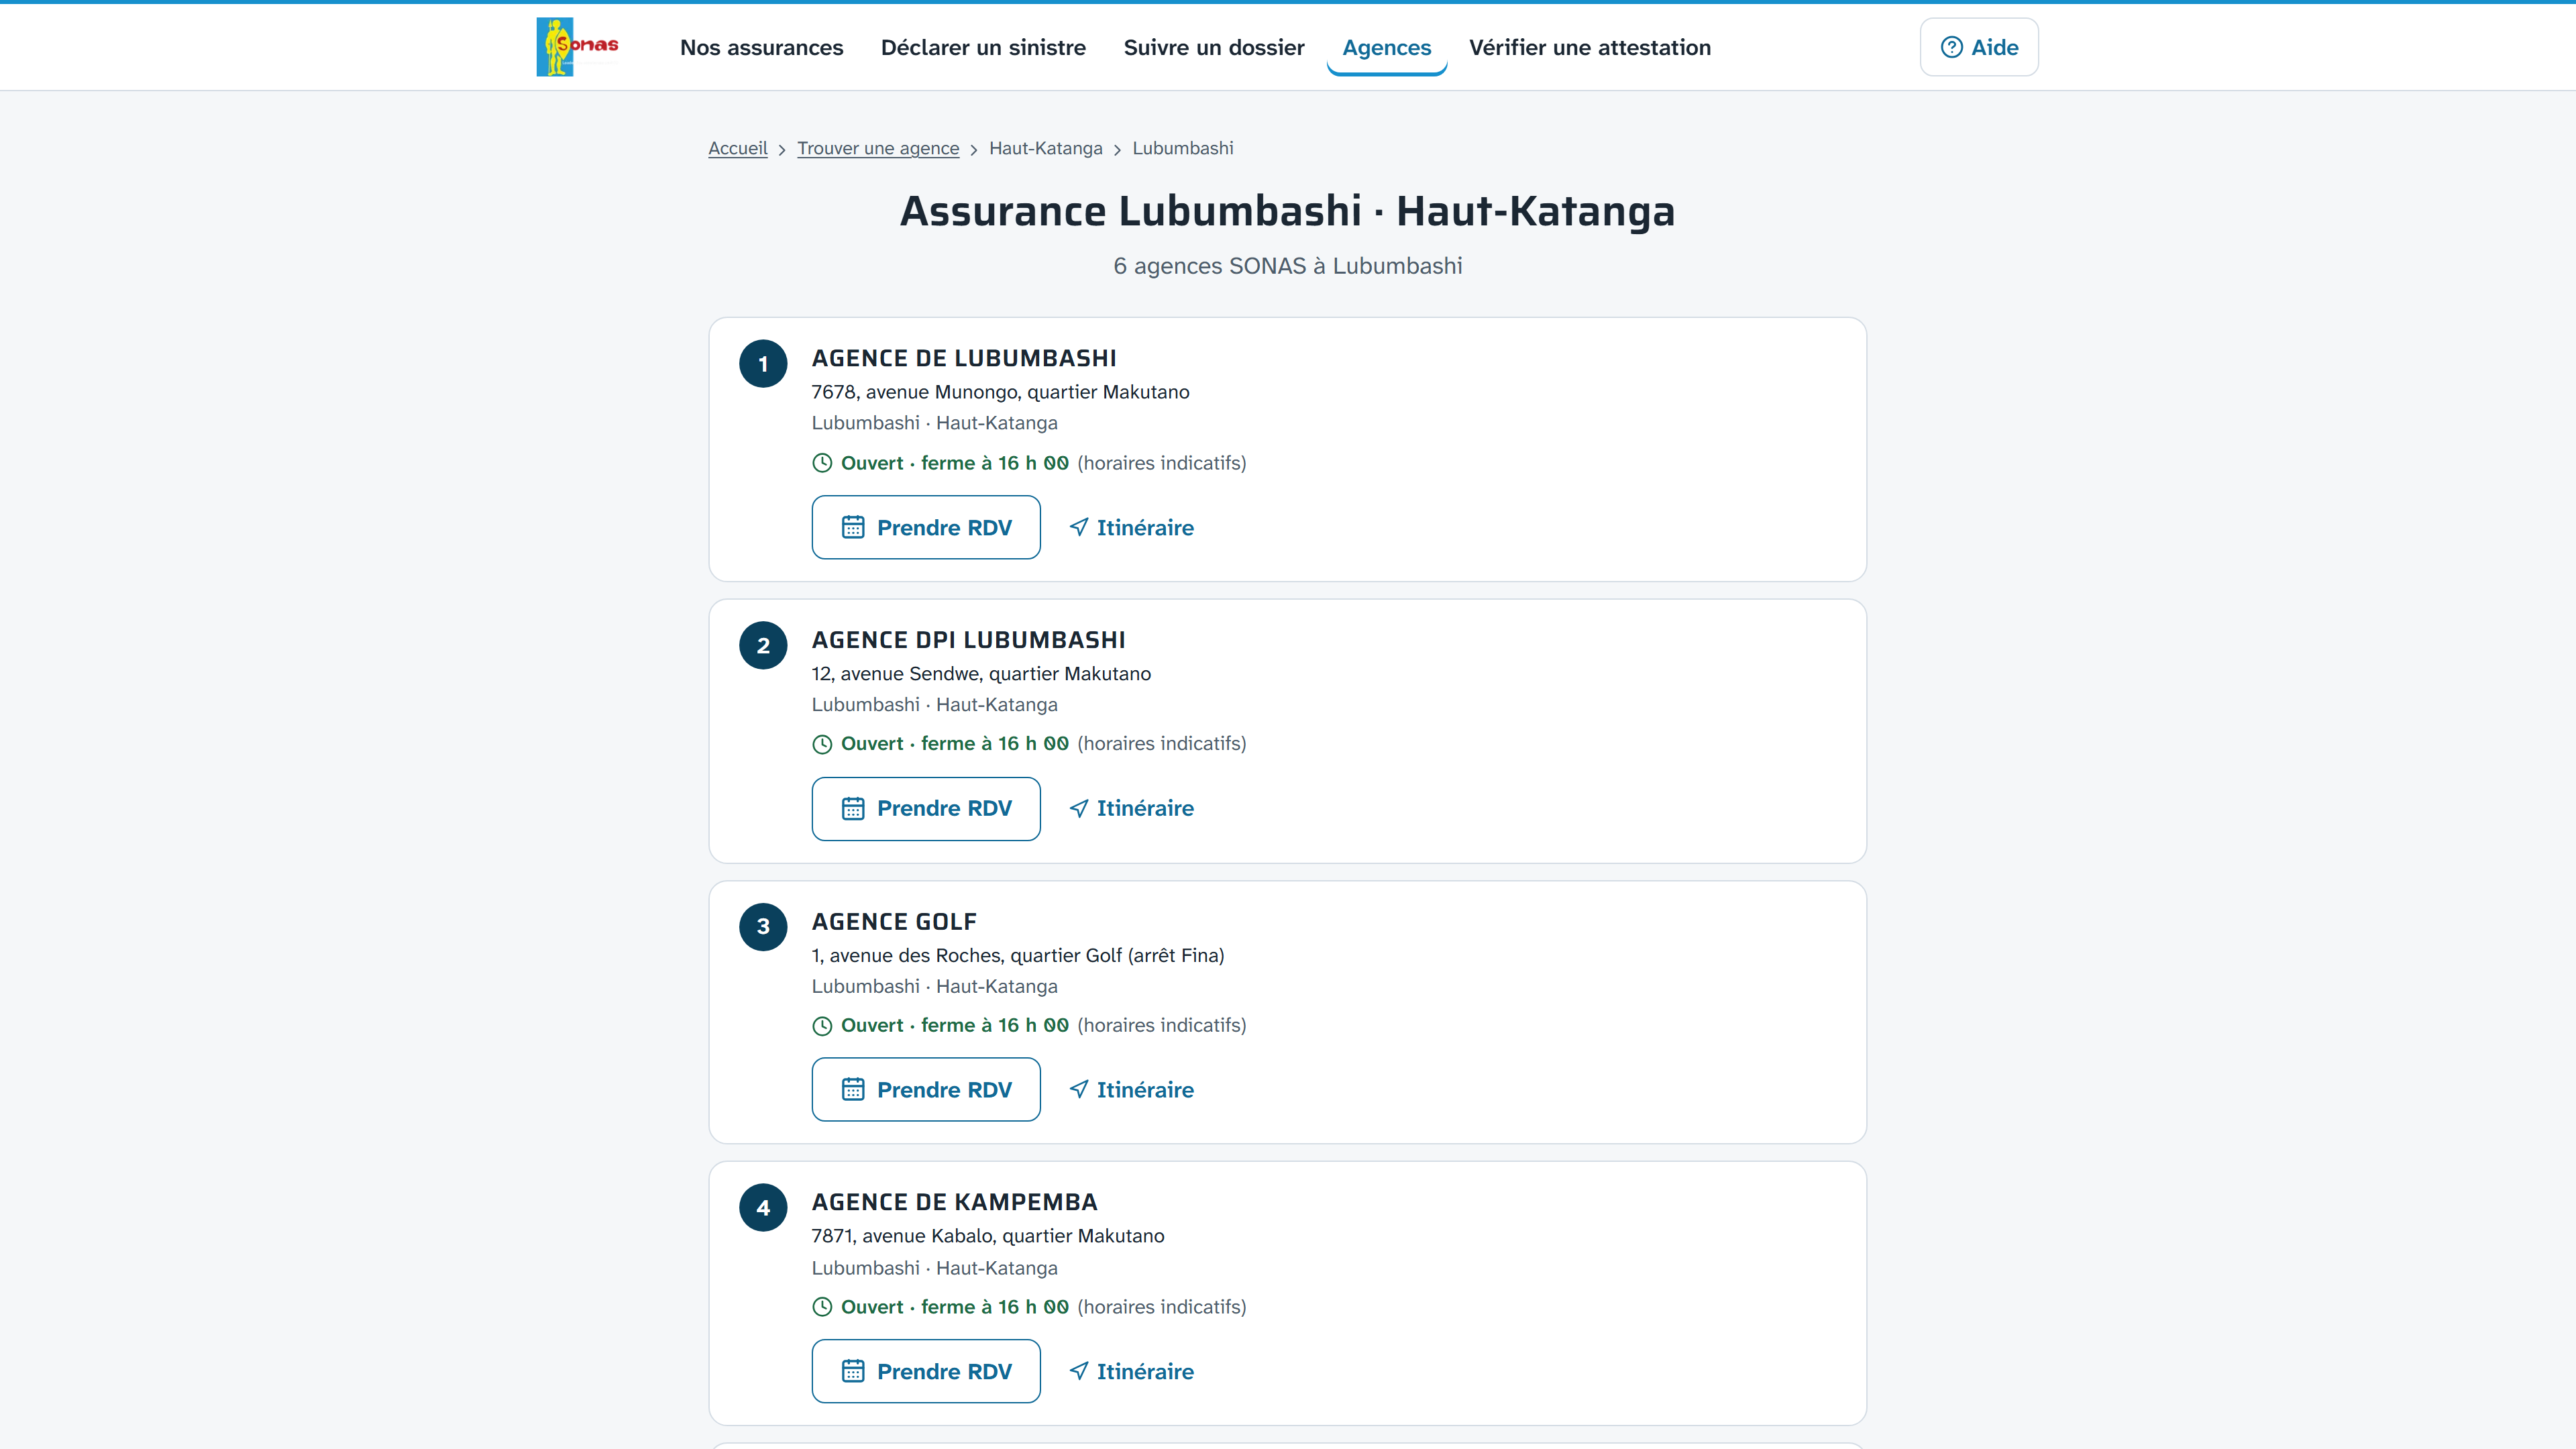 Sonas
Nos assurances
Déclarer un sinistre
Suivre un dossier
Agences
Vérifier une attestation
Aide
Accueil > Trouver une agence > Haut-Katanga > Lubumbashi
Assurance Lubumbashi · Haut-Katanga
6 agences SONAS à Lubumbashi
1
AGENCE DE LUBUMBASHI
7678, avenue Munongo, quartier Makutano
Lubumbashi · Haut-Katanga
Ouvert · ferme à 16 h 00 (horaires indicatifs)
Prendre RDV
Itinéraire
2
AGENCE DPI LUBUMBASHI
12, avenue Sendwe, quartier Makutano
Lubumbashi · Haut-Katanga
Ouvert · ferme à 16 h 00 (horaires indicatifs)
Prendre RDV
Itinéraire
3
AGENCE GOLF
1, avenue des Roches, quartier Golf (arrêt Fina)
Lubumbashi · Haut-Katanga
Ouvert · ferme à 16 h 00 (horaires indicatifs)
Prendre RDV
Itinéraire
4
AGENCE DE KAMPEMBA
7871, avenue Kabalo, quartier Makutano
Lubumbashi · Haut-Katanga
Ouvert · ferme à 16 h 00 (horaires indicatifs)
Prendre RDV
Itinéraire